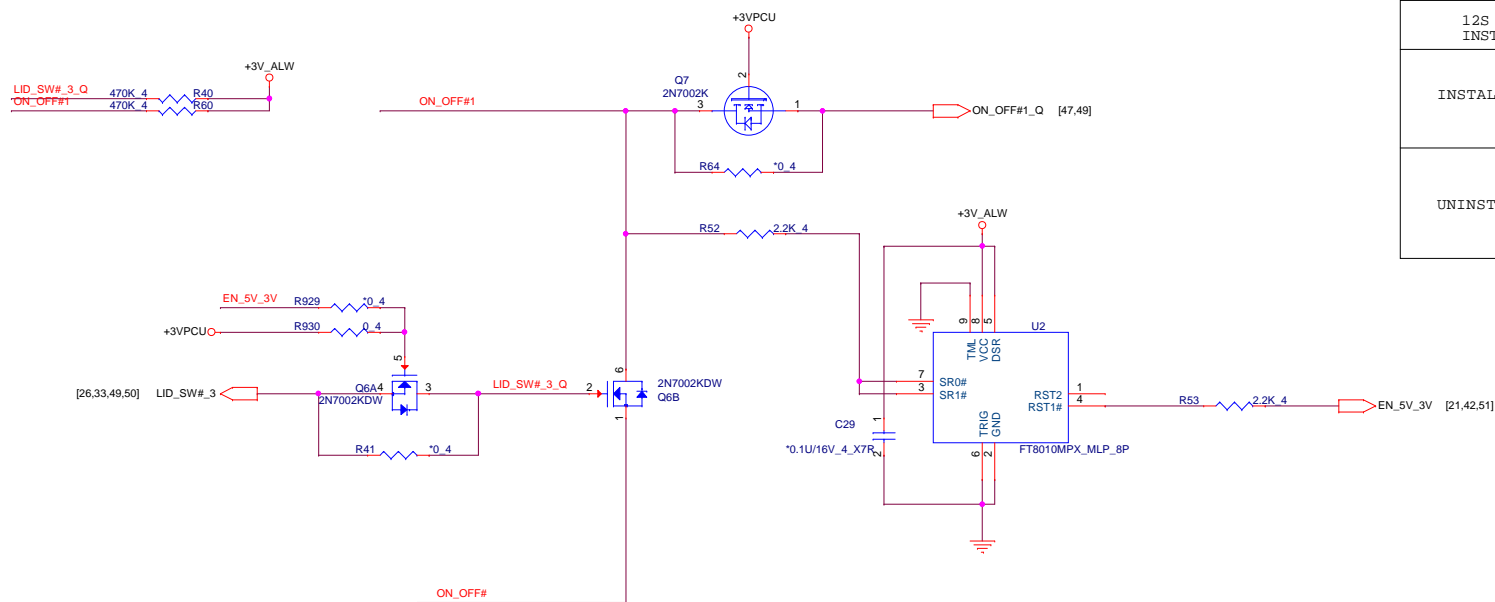 12S
INST
INSTAL
UNINST
+3VPCU
+3V_ALW
LID_SW#_3_Q 470K_4 R40
ON_OFF#1 470K_4 R60
Q7
2N7002K
2
ON_OFF#1 3 1 ON_OFF#1_Q [47,49]
R64 *0_4
R52 2.2K_4
+3V_ALW
EN_5V_3V R929 *0_4
+3VPCU R930 0_4
5
[26,33,49,50] LID_SW#_3 Q6A 4 3 LID_SW#_3_Q 2
2N7002KDW
R41 *0_4
6
2N7002KDW
Q6B
1
U2
9 8 5
TML VCC DSR
7 SR0#
3 SR1#
RST2 1
RST1# 4
R53 2.2K_4 EN_5V_3V [21,42,51]
TRIG GND
6 2
FT8010MPX_MLP_8P
1
C29
*0.1U/16V_4_X7R
2
ON_OFF#